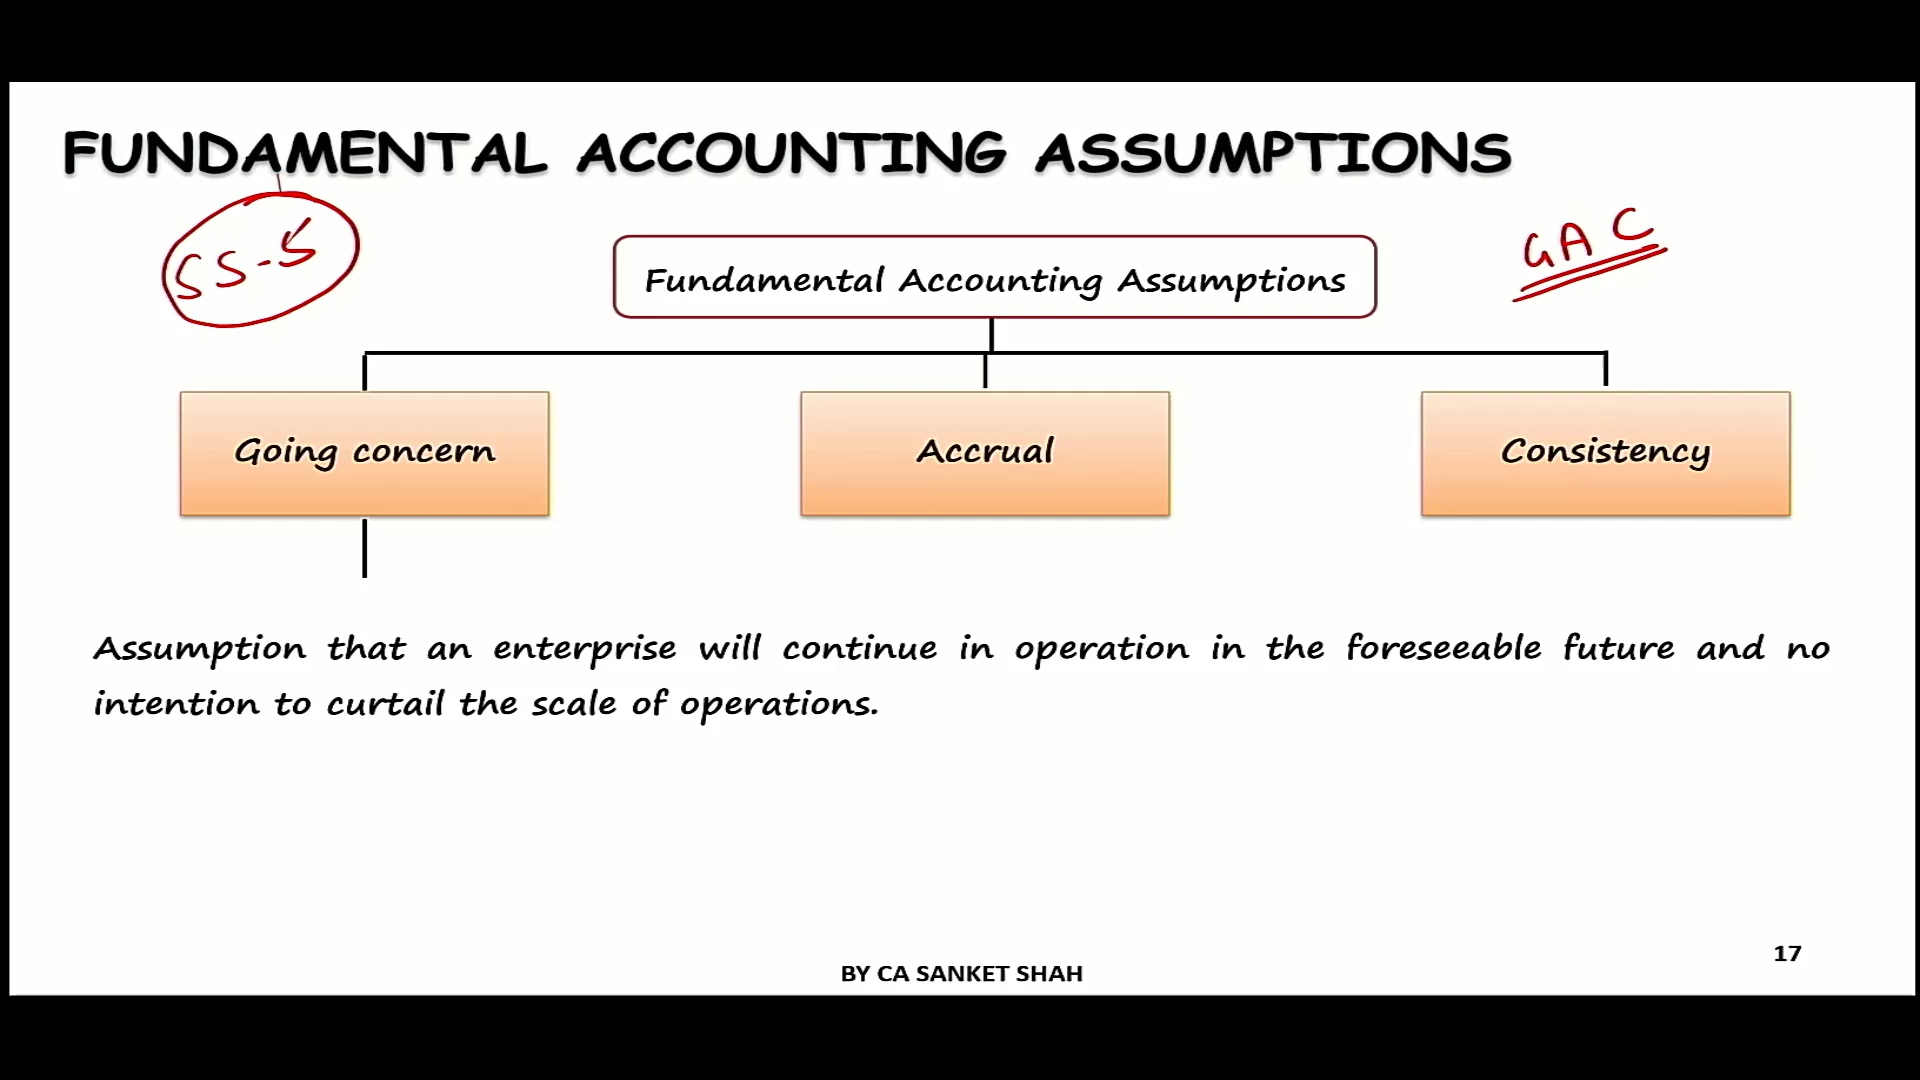 FUNDAMENTAL ACCOUNTING ASSUMPTIONS
SS-5
GAC
Fundamental Accounting Assumptions
Going concern
Accrual
Consistency
Assumption that an enterprise will continue in operation in the foreseeable future and no
intention to curtail the scale of operations.
17
BY CA SANKET SHAH